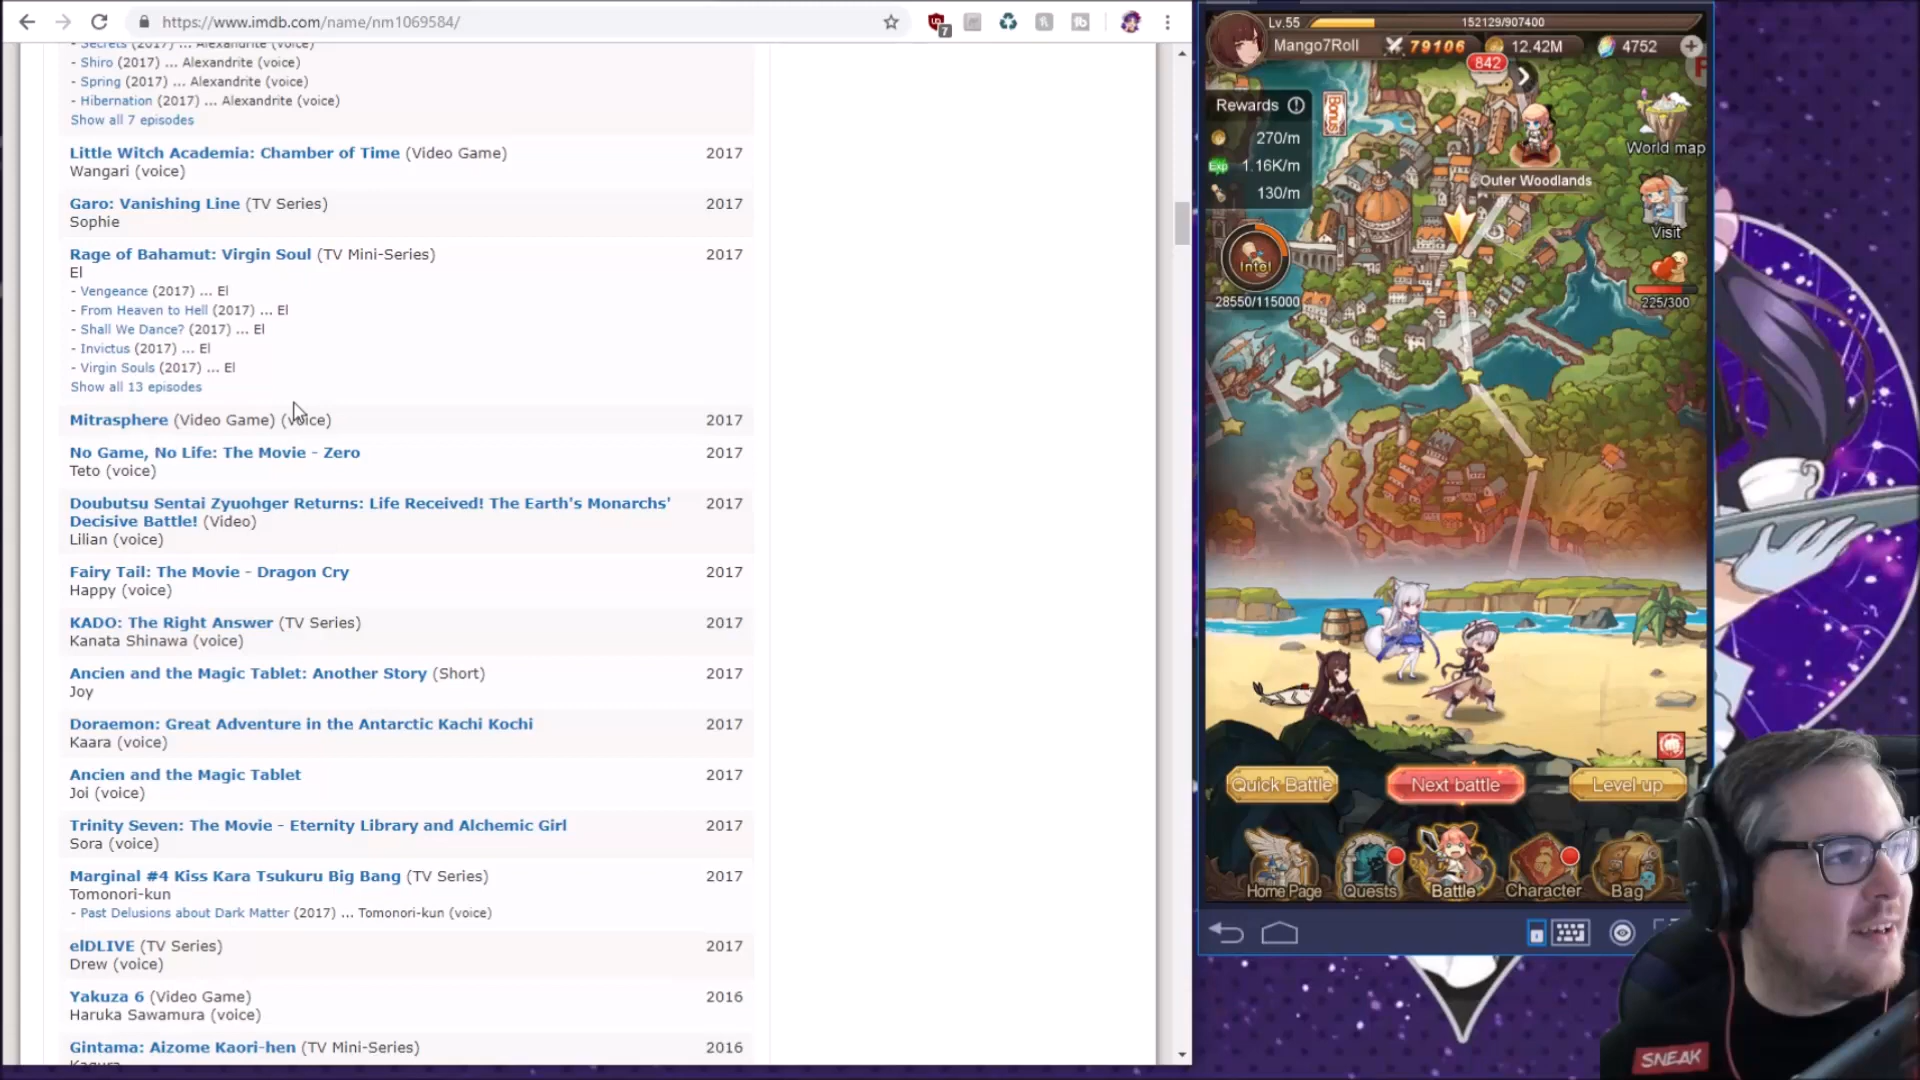 https://www.imdb.com/name/nm1069584/
7
- Secrets (2017) ... Alexandrite (voice)
- Shiro (2017) ... Alexandrite (voice)
- Spring (2017) ... Alexandrite (voice)
- Hibernation (2017) ... Alexandrite (voice)
Show all 7 episodes
Little Witch Academia: Chamber of Time (Video Game) 2017
Wangari (voice)
Garo: Vanishing Line (TV Series) 2017
Sophie
Rage of Bahamut: Virgin Soul (TV Mini-Series) 2017
El
- Vengeance (2017) ... El
- From Heaven to Hell (2017) ... El
- Shall We Dance? (2017) ... El
- Invictus (2017) ... El
- Virgin Souls (2017) ... El
Show all 13 episodes
Mitrasphere (Video Game) (voice) 2017
No Game, No Life: The Movie - Zero 2017
Teto (voice)
Doubutsu Sentai Zyuohger Returns: Life Received! The Earth's Monarchs' 2017
Decisive Battle! (Video)
Lilian (voice)
Fairy Tail: The Movie - Dragon Cry 2017
Happy (voice)
KADO: The Right Answer (TV Series) 2017
Kanata Shinawa (voice)
Ancien and the Magic Tablet: Another Story (Short) 2017
Joy
Doraemon: Great Adventure in the Antarctic Kachi Kochi 2017
Kaara (voice)
Ancien and the Magic Tablet 2017
Joi (voice)
Trinity Seven: The Movie - Eternity Library and Alchemic Girl 2017
Sora (voice)
Marginal #4 Kiss Kara Tsukuru Big Bang (TV Series) 2017
Tomonori-kun
- Past Delusions about Dark Matter (2017) ... Tomonori-kun (voice)
elDLIVE (TV Series) 2017
Drew (voice)
Yakuza 6 (Video Game) 2016
Haruka Sawamura (voice)
Gintama: Aizome Kaori-hen (TV Mini-Series) 2016
Kagura
Lv.55 152129/907400
Mango7Roll 79106 12.42M 4752
842
Rewards
Bonus
270/m
Exp 1.16K/m
130/m
World map
Outer Woodlands
Visit
Intel
28550/115000
225/300
Quick Battle Next battle Level up
Home Page Quests Battle Character Bag
SNEAK